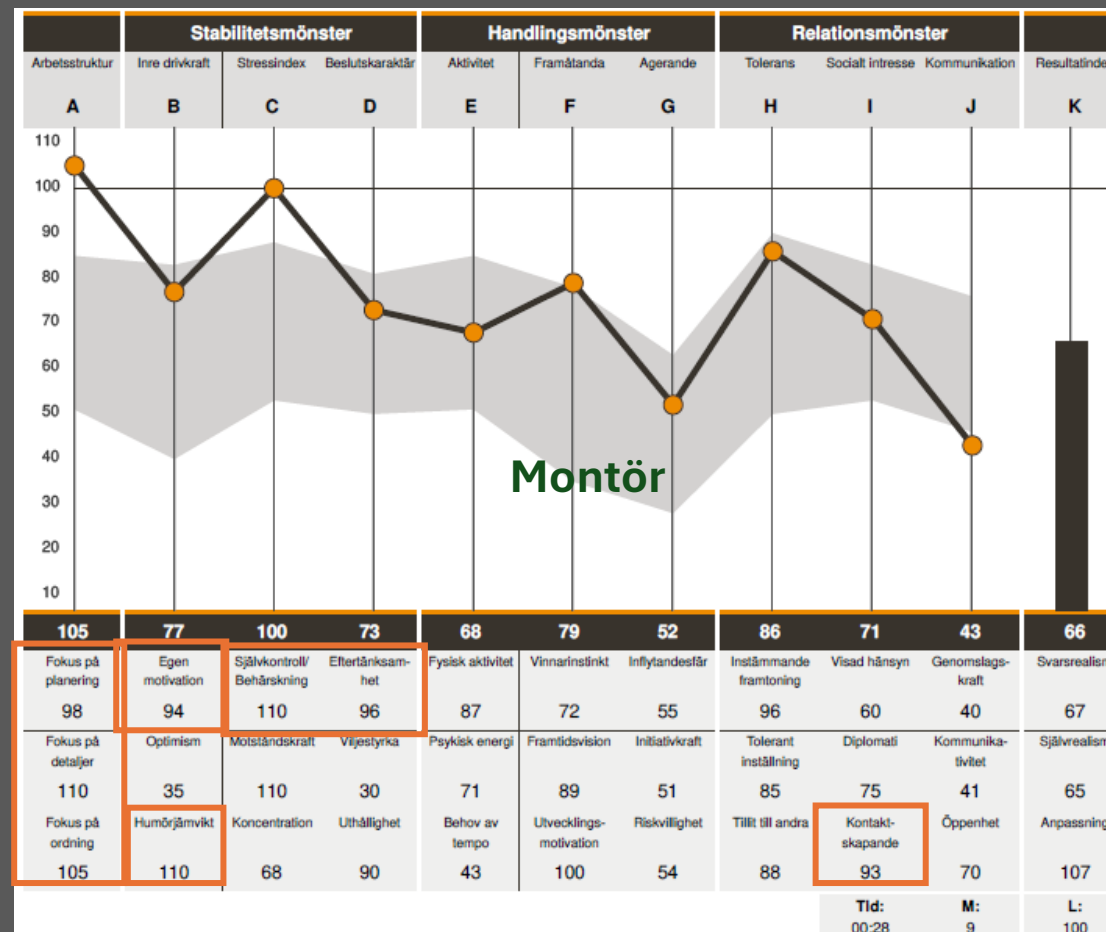 Stabilitetsmönster Handlingsmönster Relationsmönster
Arbetsstruktur Inre drivkraft Stressindex Beslutskaraktär Aktivitet Framåtanda Agerande Tolerans Socialt intresse Kommunikation Resultatinde
A B C D E F G H I J K
110
100
90
80
70
60
50
40
30
20
10
Montör
105 77 100 73 68 79 52 86 71 43 66
Fokus på Egen Självkontroll/ Eftertänksam- Fysisk aktivitet Vinnarinstinkt Inflytandesfär Instämmande Visad hänsyn Genomslags- Svarsrealism
planering motivation Behärskning het framtoning kraft
98 94 110 96 87 72 55 96 60 40 67
Fokus på Optimism Motståndskraft Viljestyrka Psykisk energi Framtidsvision Initiativkraft Tolerant Diplomati Kommunika- Självrealism
detaljer inställning tivitet
110 35 110 30 71 89 51 85 75 41 65
Fokus på Humörjämvikt Koncentration Uthållighet Behov av Utvecklings- Riskvillighet Tillit till andra Kontakt- Öppenhet Anpassning
ordning tempo motivation skapande
105 110 68 90 43 100 54 88 93 70 107
Tid: M: L:
00:28 9 100